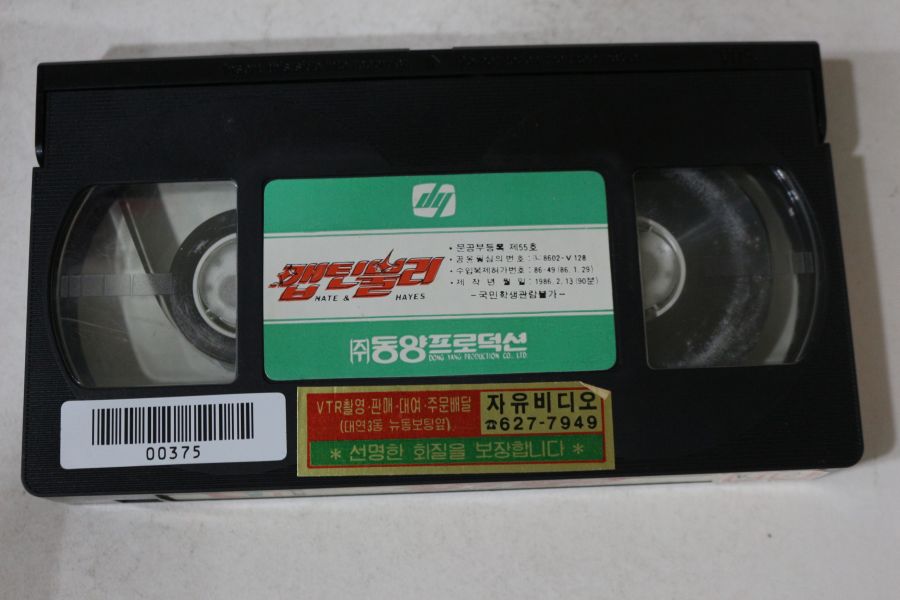 dy
캡틴불리
NATE & HAYES
• 문공부등록 제55호
• 공윤 심의번호 : 8602-V128
• 수입복제허가번호 : 86-49(86.1.29)
• 제작년월일 : 1986.2.13(90분)
-국민학생관람불가-
(주)동양프로덕션
DONG YANG PRODUCTION CO. LTD.
VTR촬영·판매·대여·주문배달
(대연3동 뉴통보탕옆)
자유비디오
☎627-7949
* 선명한 화질을 보장합니다 *
00375